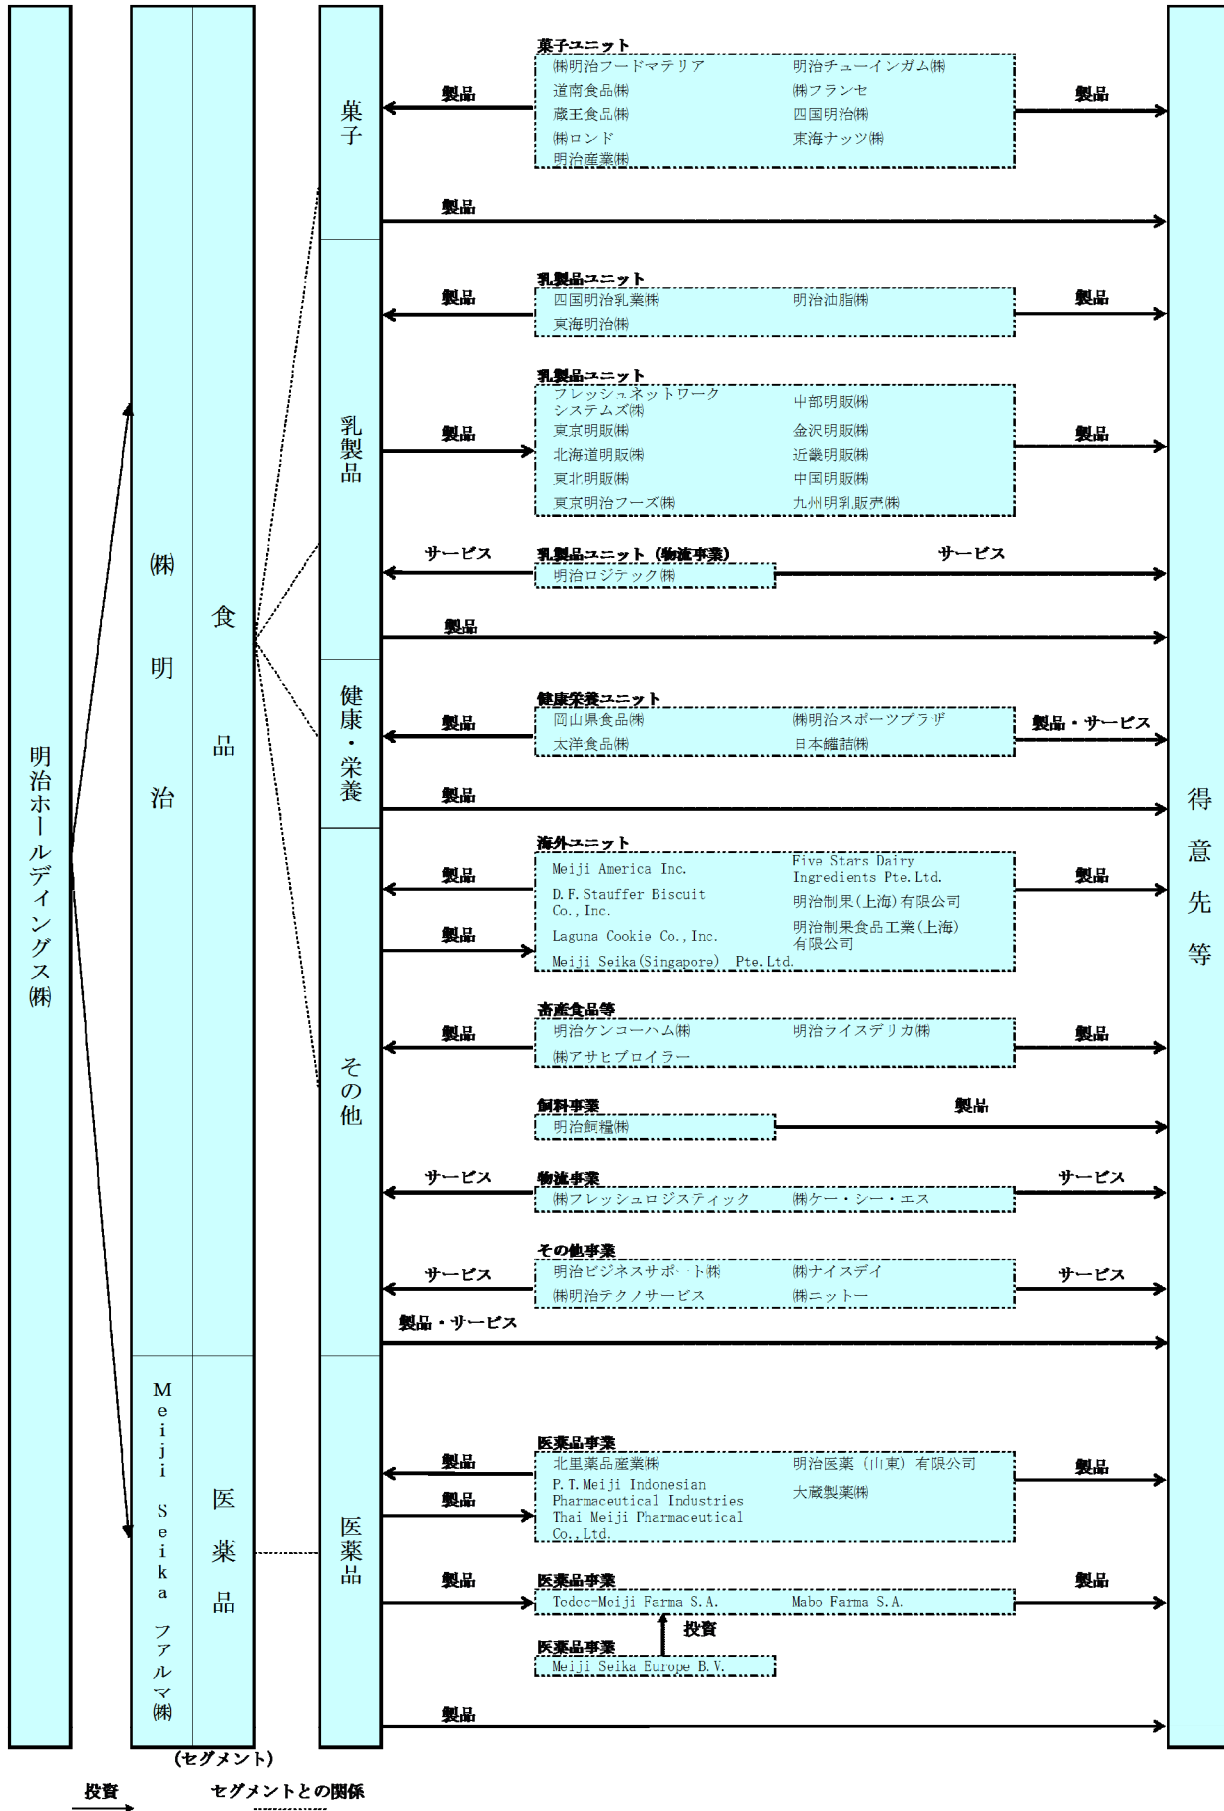 明治ホールディングス㈱
㈱明治
食品
Meiji Seika ファルマ㈱
医薬品
(セグメント)
菓子
乳製品
健康・栄養
その他
医薬品
得意先等
菓子ユニット
㈱明治フードマテリア
明治チューインガム㈱
道南食品㈱
㈱フランセ
蔵王食品㈱
四国明治㈱
㈱ロンド
東海ナッツ㈱
明治産業㈱
製品
製品
製品
乳製品ユニット
四国明治乳業㈱
明治油脂㈱
東海明治㈱
製品
製品
乳製品ユニット
フレッシュネットワーク
システムズ㈱
中部明販㈱
東京明販㈱
金沢明販㈱
北海道明販㈱
近畿明販㈱
東北明販㈱
中国明販㈱
東京明治フーズ㈱
九州明乳販売㈱
製品
製品
乳製品ユニット（物流事業）
明治ロジテック㈱
サービス
サービス
製品
健康栄養ユニット
岡山県食品㈱
㈱明治スポーツプラザ
太洋食品㈱
日本罐詰㈱
製品
製品・サービス
製品
海外ユニット
Meiji America Inc.
Five Stars Dairy
Ingredients Pte.Ltd.
D.F.Stauffer Biscuit
Co.,Inc.
明治制果(上海)有限公司
Laguna Cookie Co.,Inc.
明治制果食品工業(上海)
有限公司
Meiji Seika(Singapore) Pte.Ltd.
製品
製品
製品
畜産食品等
明治ケンコーハム㈱
明治ライスデリカ㈱
㈱アサヒブロイラー
製品
製品
飼料事業
明治飼糧㈱
製品
物流事業
㈱フレッシュロジスティック
㈱ケー・シー・エス
サービス
サービス
その他事業
明治ビジネスサポート㈱
㈱ナイスデイ
㈱明治テクノサービス
㈱ニットー
サービス
サービス
製品・サービス
医薬品事業
北里薬品産業㈱
明治医薬（山東）有限公司
P.T.Meiji Indonesian
Pharmaceutical Industries
大蔵製薬㈱
Thai Meiji Pharmaceutical
Co.,Ltd.
製品
製品
製品
医薬品事業
Tedec-Meiji Farma S.A.
Mabo Farma S.A.
製品
製品
投資
医薬品事業
Meiji Seika Europe B.V.
製品
投資
セグメントとの関係